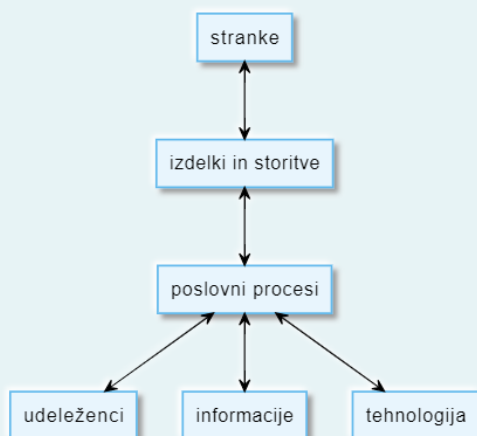 stranke
izdelki in storitve
poslovni procesi
udeleženci
informacije
tehnologija